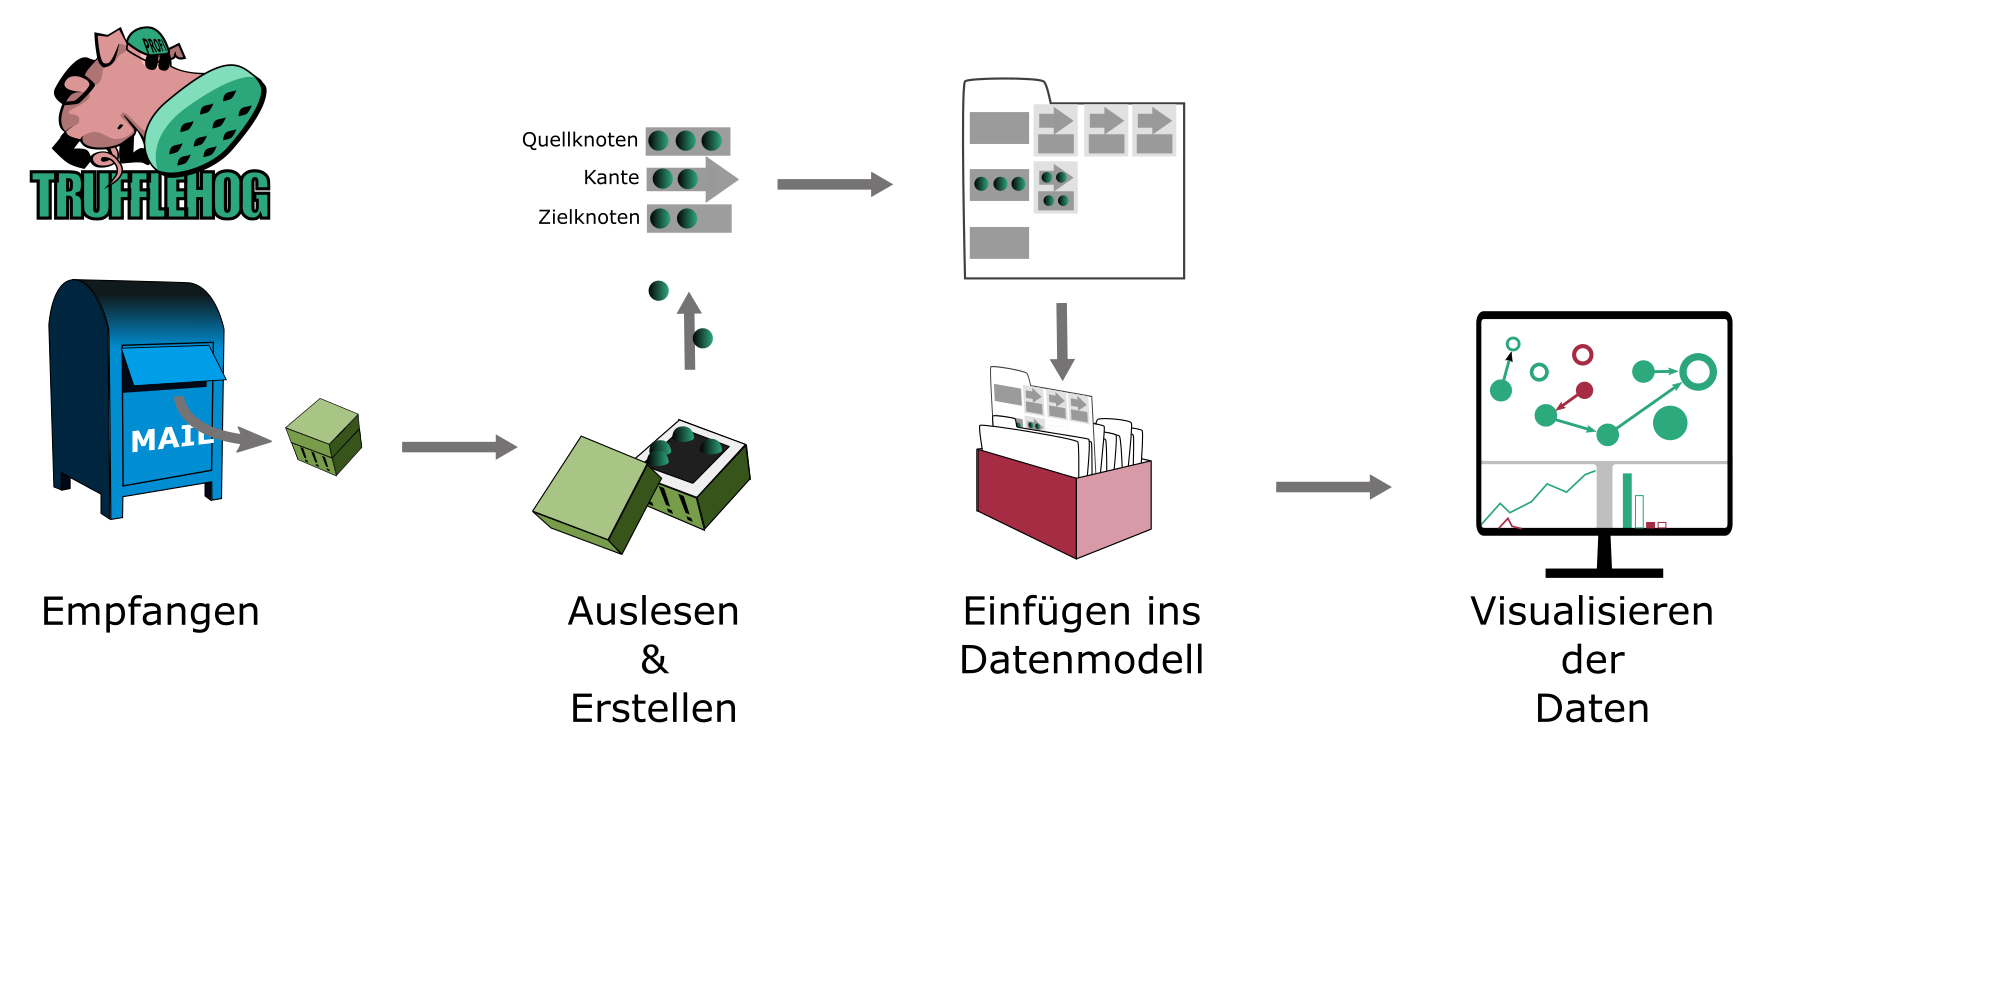 PROFI
TRUFFLEHOG
Quellknoten
Kante
Zielknoten
MAIL
Empfangen
Auslesen
&
Erstellen
Einfügen ins
Datenmodell
Visualisieren
der
Daten